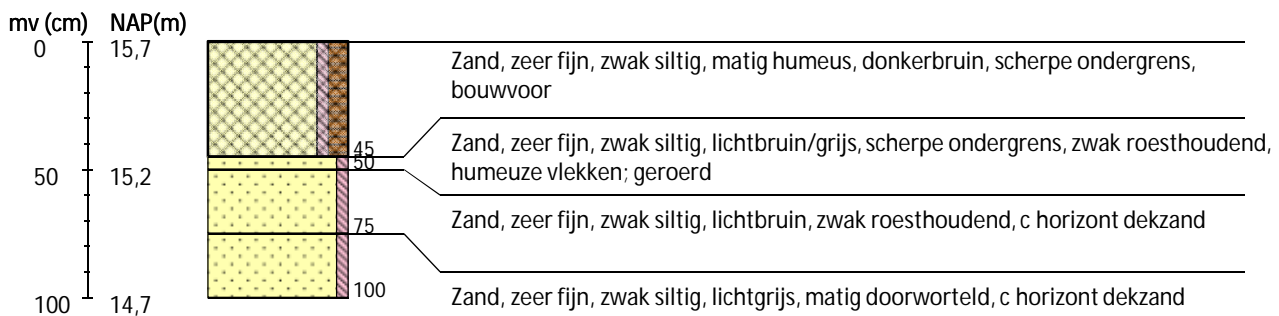 mv (cm) NAP(m)
0 15,7
Zand, zeer fijn, zwak siltig, matig humeus, donkerbruin, scherpe ondergrens,
bouwvoor
45
Zand, zeer fijn, zwak siltig, lichtbruin/grijs, scherpe ondergrens, zwak roesthoudend,
humeuze vlekken; geroerd
50
50 15,2
Zand, zeer fijn, zwak siltig, lichtbruin, zwak roesthoudend, c horizont dekzand
75
Zand, zeer fijn, zwak siltig, lichtgrijs, matig doorworteld, c horizont dekzand
100
100 14,7